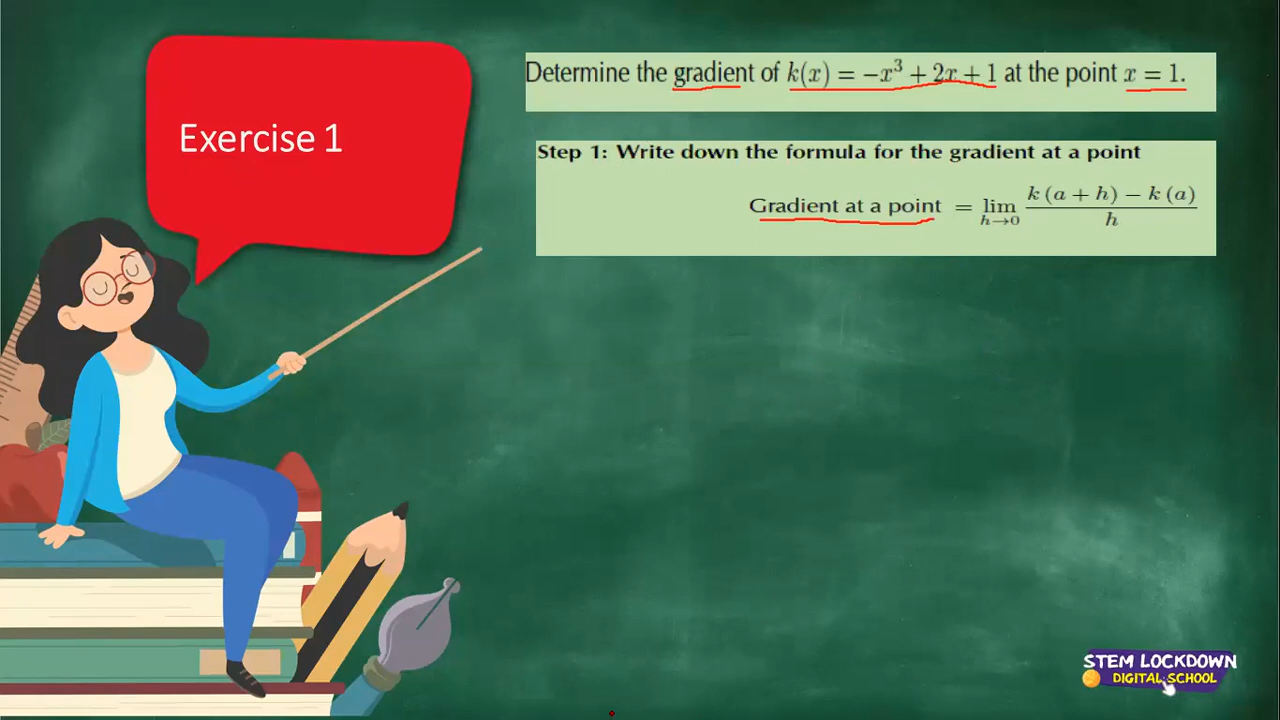 Exercise 1
Determine the gradient of k(x) = −x³ + 2x + 1 at the point x = 1.
Step 1: Write down the formula for the gradient at a point
Gradient at a point = lim h→0 k (a + h) − k (a) / h
STEM LOCKDOWN
DIGITAL SCHOOL